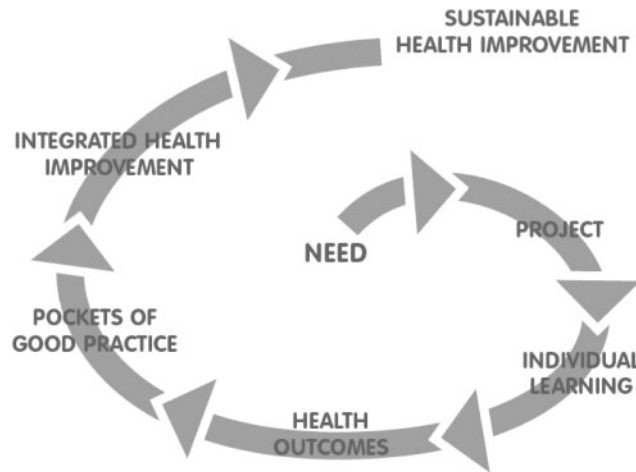 SUSTAINABLE
HEALTH IMPROVEMENT
INTEGRATED HEALTH
IMPROVEMENT
PROJECT
NEED
POCKETS OF
GOOD PRACTICE
INDIVIDUAL
LEARNING
HEALTH
OUTCOMES